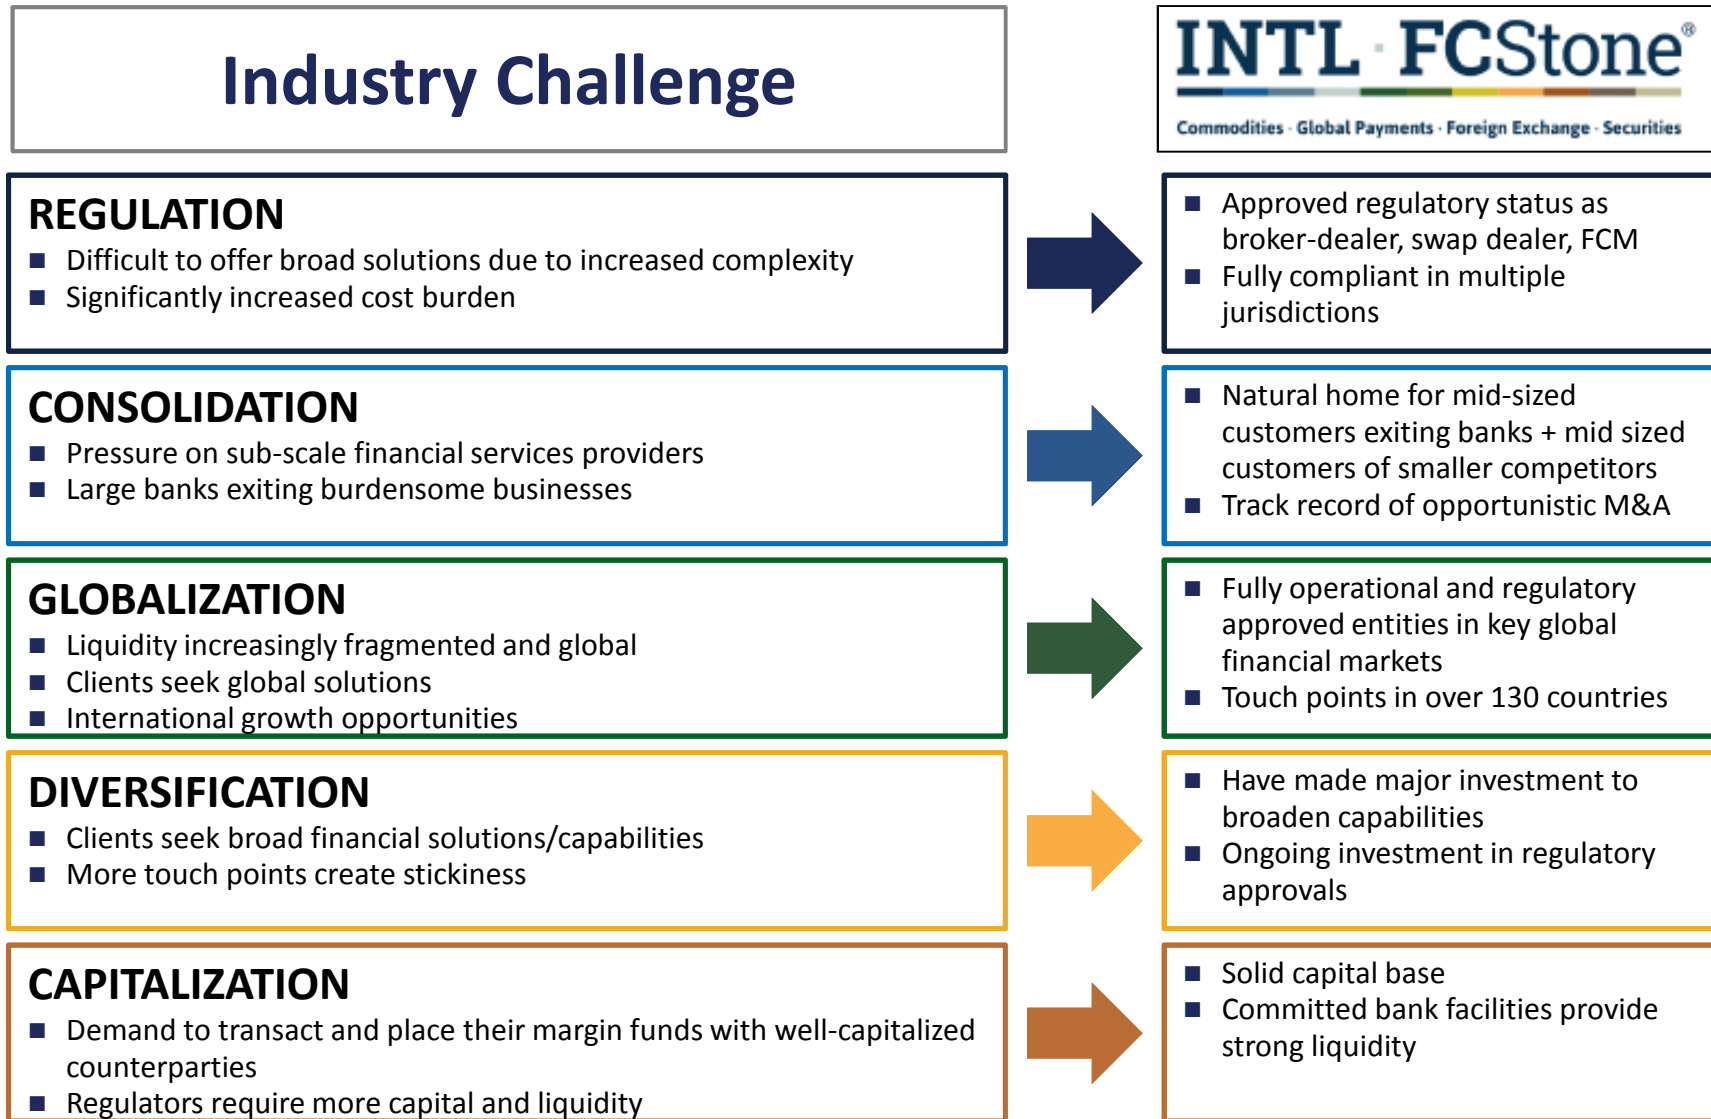 Industry Challenge
INTL · FCStone®
Commodities · Global Payments · Foreign Exchange · Securities
REGULATION
■ Difficult to offer broad solutions due to increased complexity
■ Significantly increased cost burden
■ Approved regulatory status as
broker-dealer, swap dealer, FCM
■ Fully compliant in multiple
jurisdictions
CONSOLIDATION
■ Pressure on sub-scale financial services providers
■ Large banks exiting burdensome businesses
■ Natural home for mid-sized
customers exiting banks + mid sized
customers of smaller competitors
■ Track record of opportunistic M&A
GLOBALIZATION
■ Liquidity increasingly fragmented and global
■ Clients seek global solutions
■ International growth opportunities
■ Fully operational and regulatory
approved entities in key global
financial markets
■ Touch points in over 130 countries
DIVERSIFICATION
■ Clients seek broad financial solutions/capabilities
■ More touch points create stickiness
■ Have made major investment to
broaden capabilities
■ Ongoing investment in regulatory
approvals
CAPITALIZATION
■ Demand to transact and place their margin funds with well-capitalized
counterparties
■ Regulators require more capital and liquidity
■ Solid capital base
■ Committed bank facilities provide
strong liquidity